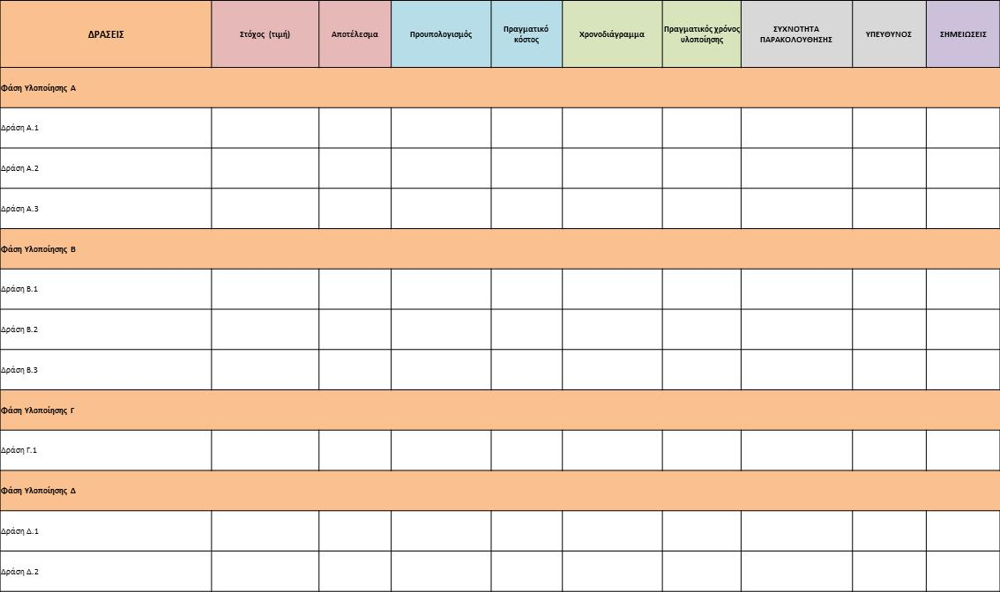 ΔΡΑΣΕΙΣ Στόχος (τιμή) Αποτέλεσμα Προυπολογισμός Πραγματικό κόστος Χρονοδιάγραμμα Πραγματικός χρόνος υλοποίησης ΣΥΧΝΟΤΗΤΑ ΠΑΡΑΚΟΛΟΥΘΗΣΗΣ ΥΠΕΥΘΥΝΟΣ ΣΗΜΕΙΩΣΕΙΣ
Φάση Υλοποίησης Α
Δράση Α.1
Δράση Α.2
Δράση Α.3
Φάση Υλοποίησης Β
Δράση Β.1
Δράση Β.2
Δράση Β.3
Φάση Υλοποίησης Γ
Δράση Γ.1
Φάση Υλοποίησης Δ
Δράση Δ.1
Δράση Δ.2